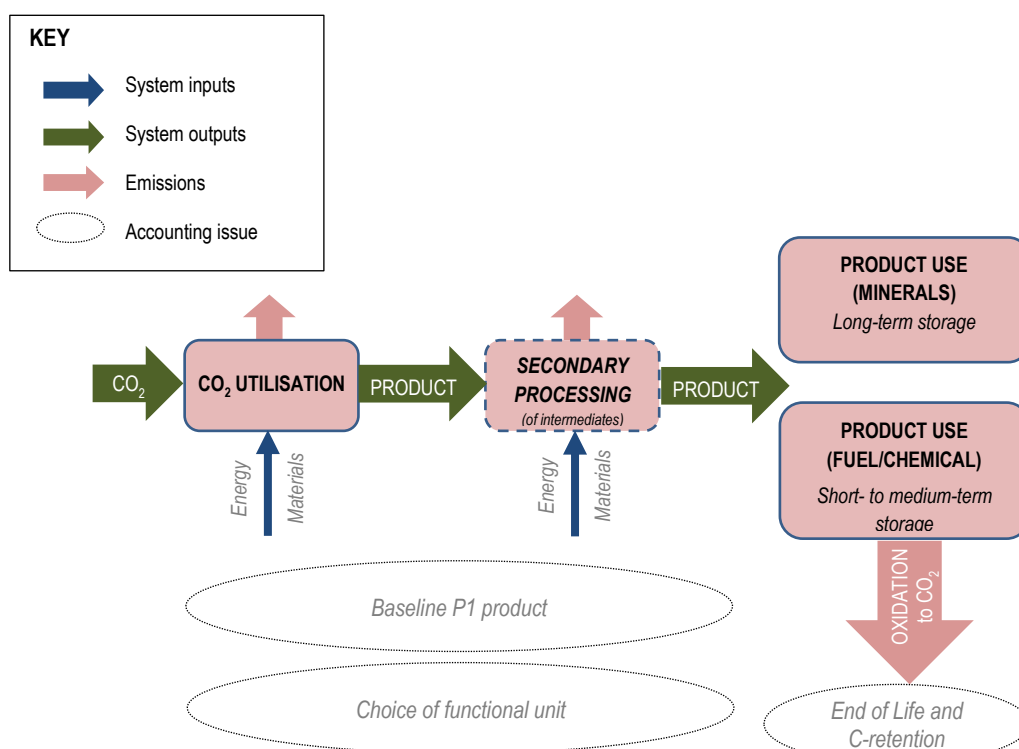 KEY
System inputs
System outputs
Emissions
Accounting issue
CO₂
CO₂ UTILISATION
PRODUCT
SECONDARY
PROCESSING
(of intermediates)
PRODUCT
PRODUCT USE
(MINERALS)
Long-term storage
PRODUCT USE
(FUEL/CHEMICAL)
Short- to medium-term
storage
Energy
Materials
Energy
Materials
OXIDATION
to CO₂
Baseline P1 product
Choice of functional unit
End of Life and
C-retention